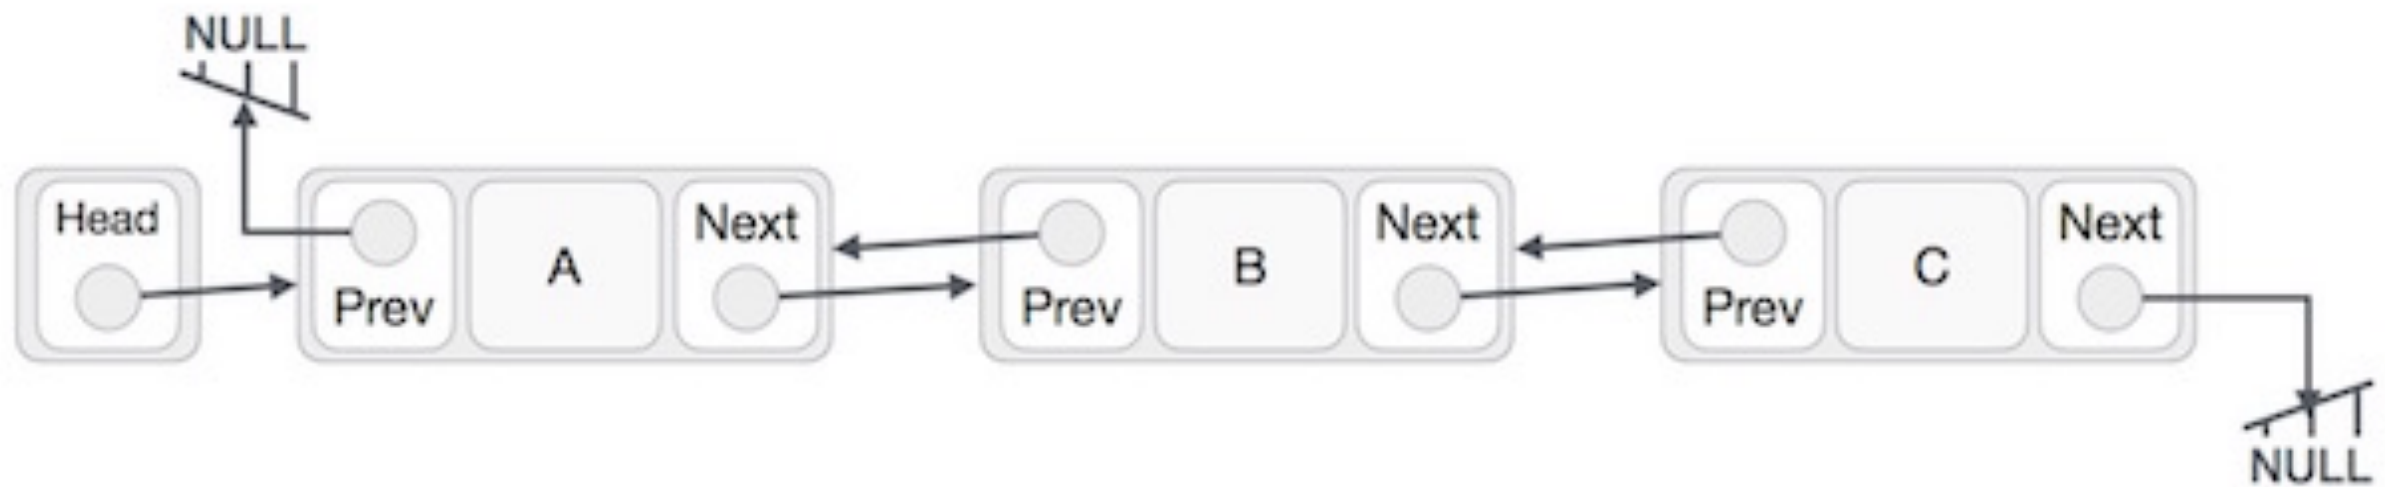 NULL
Head
Prev
A
Next
Prev
B
Next
Prev
C
Next
NULL